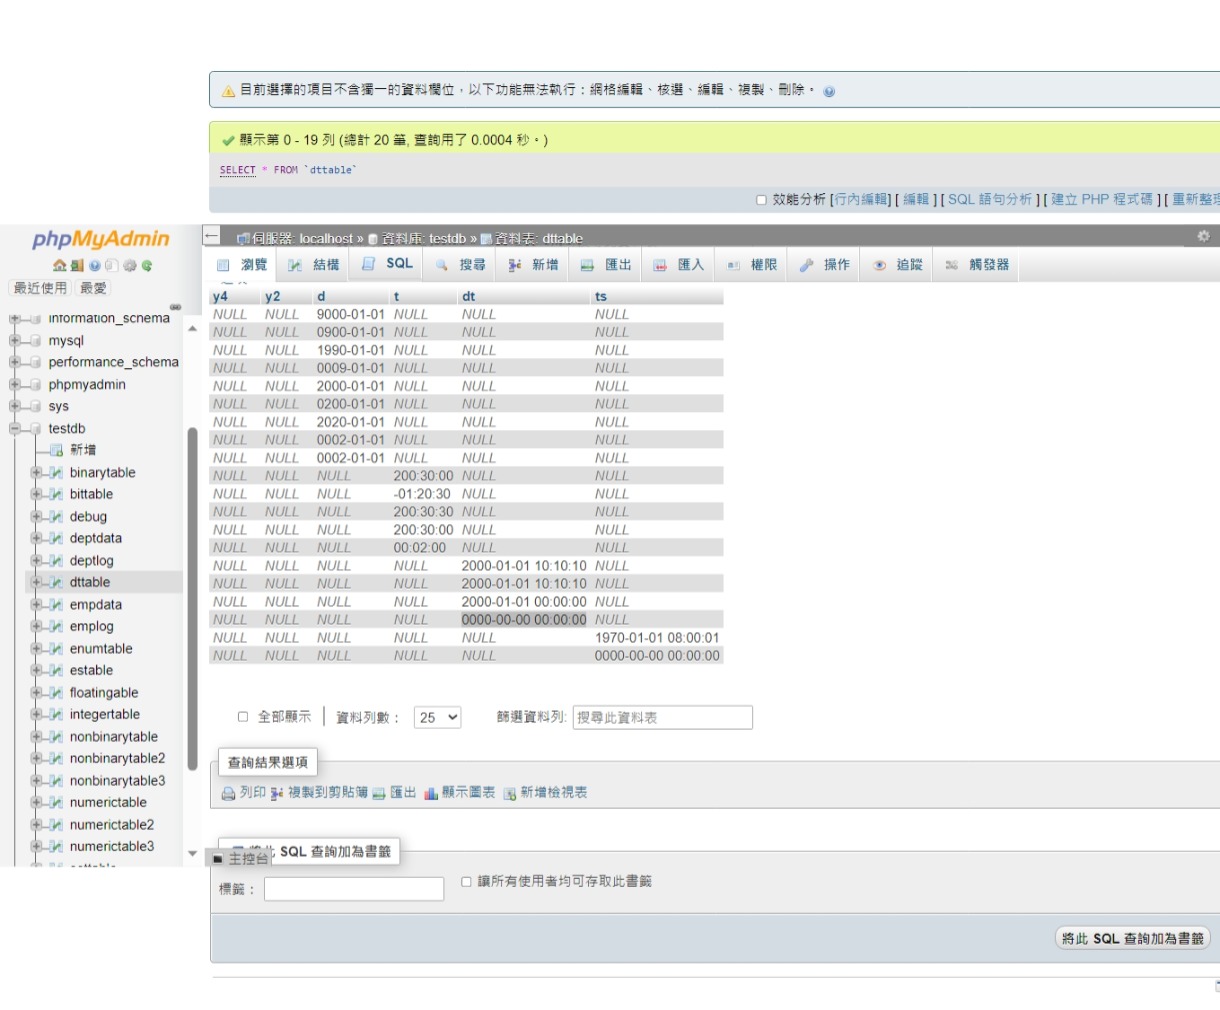 目前選擇的項目不含獨一的資料欄位，以下功能無法執行：網格編輯、核選、編輯、複製、刪除。
顯示第 0 - 19 列 (總計 20 筆, 查詢用了 0.0004 秒。)
SELECT * FROM `dttable`
效能分析 [行內編輯] [ 編輯 ] [ SQL 語句分析 ] [ 建立 PHP 程式碼 ] [ 重新整理
phpMyAdmin
最近使用 最愛
information_schema
mysql
performance_schema
phpmyadmin
sys
testdb
新增
binarytable
bittable
debug
deptdata
deptlog
dttable
empdata
emplog
enumtable
estable
floatingable
integertable
nonbinarytable
nonbinarytable2
nonbinarytable3
numerictable
numerictable2
numerictable3
伺服器: localhost » 資料庫: testdb » 資料表: dttable
瀏覽 結構 SQL 搜尋 新增 匯出 匯入 權限 操作 追蹤 觸發器
y4 y2 d t dt ts
NULL NULL 9000-01-01 NULL NULL NULL
NULL NULL 0900-01-01 NULL NULL NULL
NULL NULL 1990-01-01 NULL NULL NULL
NULL NULL 0009-01-01 NULL NULL NULL
NULL NULL 2000-01-01 NULL NULL NULL
NULL NULL 0200-01-01 NULL NULL NULL
NULL NULL 2020-01-01 NULL NULL NULL
NULL NULL 0002-01-01 NULL NULL NULL
NULL NULL 0002-01-01 NULL NULL NULL
NULL NULL NULL 200:30:00 NULL NULL
NULL NULL NULL -01:20:30 NULL NULL
NULL NULL NULL 200:30:30 NULL NULL
NULL NULL NULL 200:30:00 NULL NULL
NULL NULL NULL 00:02:00 NULL NULL
NULL NULL NULL NULL 2000-01-01 10:10:10 NULL
NULL NULL NULL NULL 2000-01-01 10:10:10 NULL
NULL NULL NULL NULL 2000-01-01 00:00:00 NULL
NULL NULL NULL NULL 0000-00-00 00:00:00 NULL
NULL NULL NULL NULL NULL 1970-01-01 08:00:01
NULL NULL NULL NULL NULL 0000-00-00 00:00:00
全部顯示 資料列數： 25 篩選資料列: 搜尋此資料表
查詢結果選項
列印 複製到剪貼簿 匯出 顯示圖表 新增檢視表
SQL 查詢加為書籤
主控台
標籤： 讓所有使用者均可存取此書籤
將此 SQL 查詢加為書籤